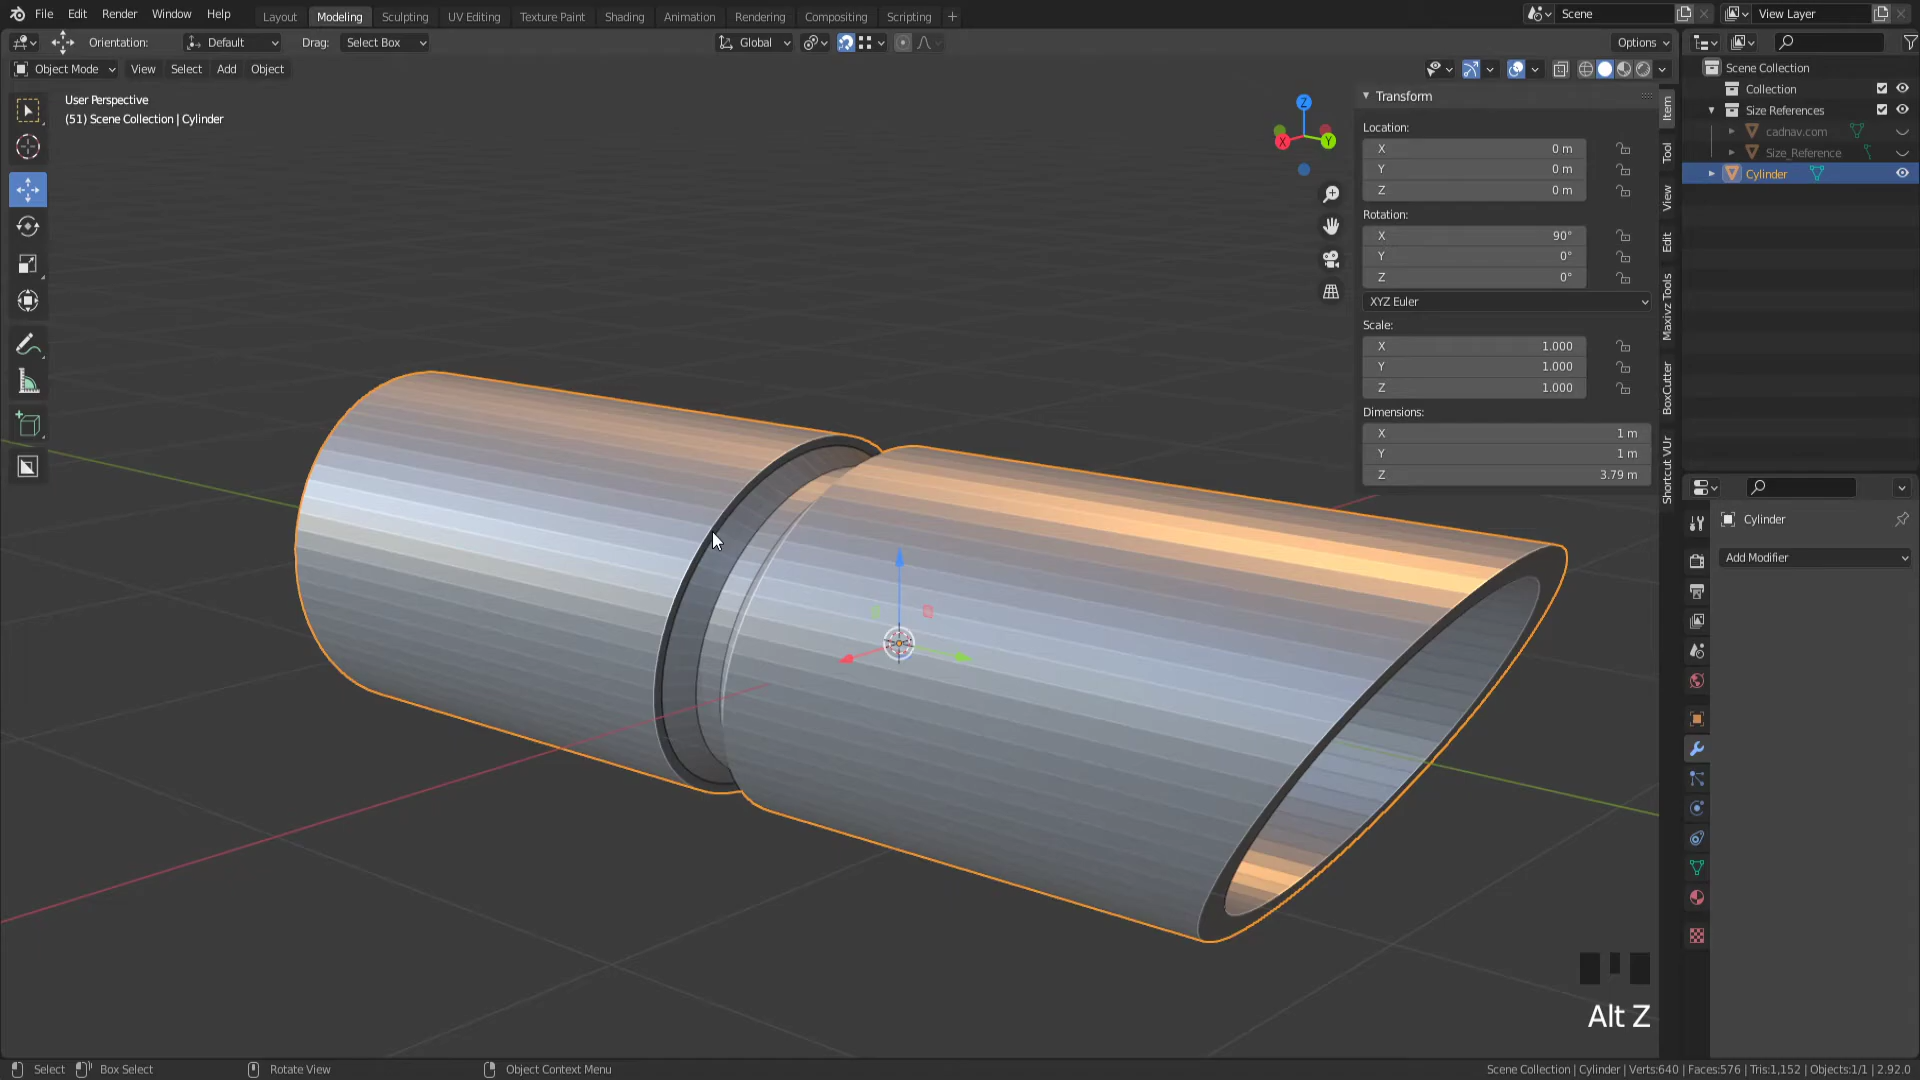 File Edit Render Window Help
Layout Modeling Sculpting UV Editing Texture Paint Shading Animation Rendering Compositing Scripting +
Scene View Layer
Orientation: Default Drag: Select Box Global Options
Object Mode View Select Add Object
User Perspective
(51) Scene Collection | Cylinder
Z
X
Y
Transform
Location:
X 0 m
Y 0 m
Z 0 m
Rotation:
X 90°
Y 0°
Z 0°
XYZ Euler
Scale:
X 1.000
Y 1.000
Z 1.000
Dimensions:
X 1 m
Y 1 m
Z 3.79 m
Item
Tool
View
Edit
Maxivz Tools
BoxCutter
Shortcut VUr
Scene Collection
Collection
Size References
cadnav.com
Size_Reference
Cylinder
Cylinder
Add Modifier
Alt Z
Select Box Select Rotate View Object Context Menu
Scene Collection | Cylinder | Verts:640 | Faces:576 | Tris:1,152 | Objects:1/1 | 2.92.0